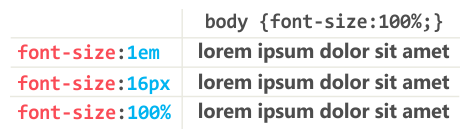 body {font-size:100%;}
font-size:1em lorem ipsum dolor sit amet
font-size:16px lorem ipsum dolor sit amet
font-size:100% lorem ipsum dolor sit amet